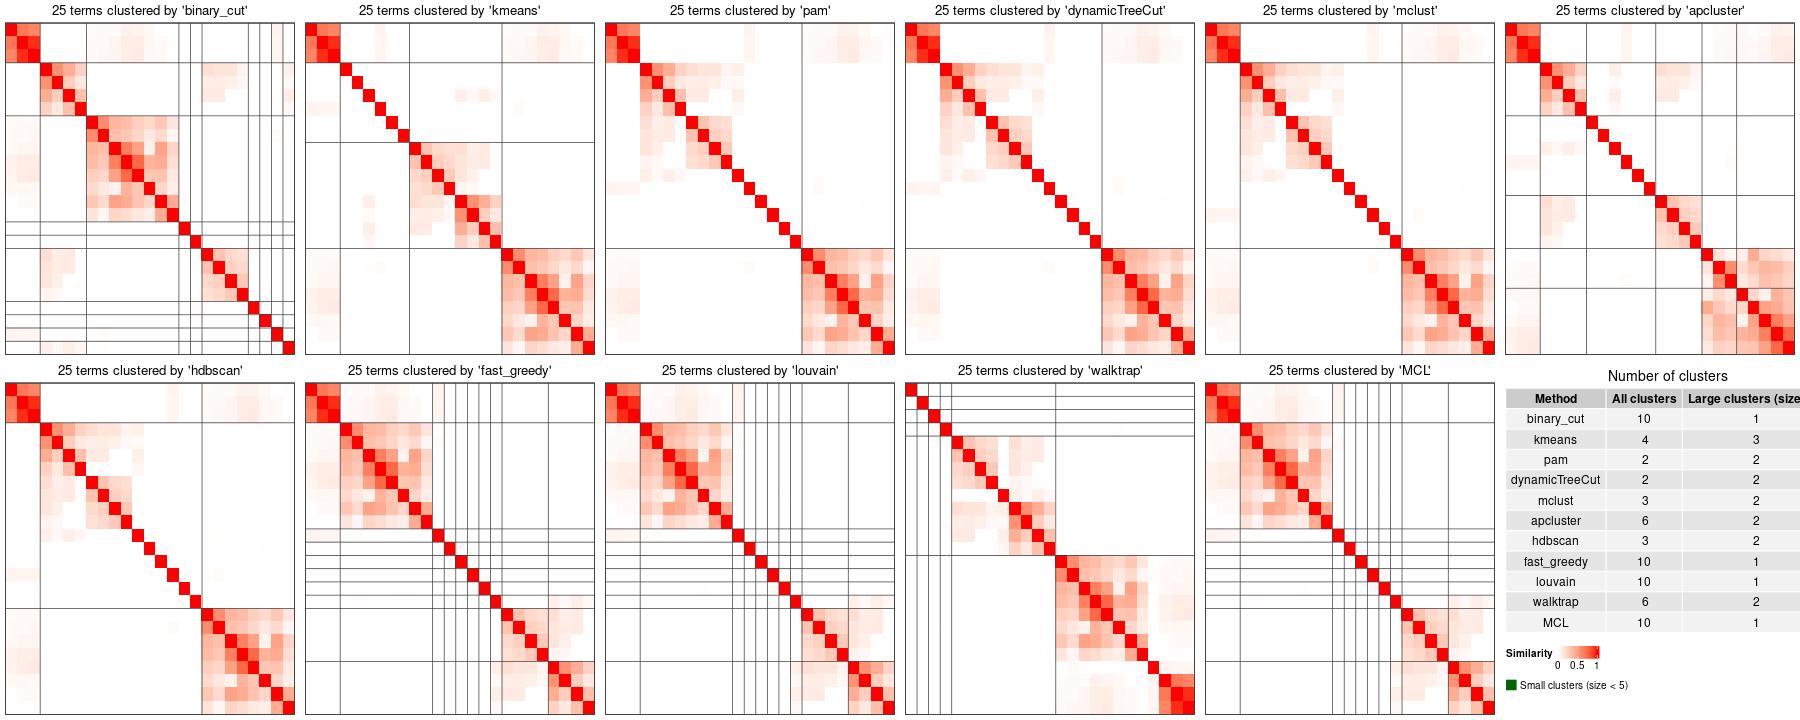 25 terms clustered by 'binary_cut'
25 terms clustered by 'kmeans'
25 terms clustered by 'pam'
25 terms clustered by 'dynamicTreeCut'
25 terms clustered by 'mclust'
25 terms clustered by 'apcluster'
25 terms clustered by 'hdbscan'
25 terms clustered by 'fast_greedy'
25 terms clustered by 'louvain'
25 terms clustered by 'walktrap'
25 terms clustered by 'MCL'
Number of clusters
Method All clusters Large clusters (size
binary_cut 10 1
kmeans 4 3
pam 2 2
dynamicTreeCut 2 2
mclust 3 2
apcluster 6 2
hdbscan 3 2
fast_greedy 10 1
louvain 10 1
walktrap 6 2
MCL 10 1
Similarity
0 0.5 1
Small clusters (size < 5)